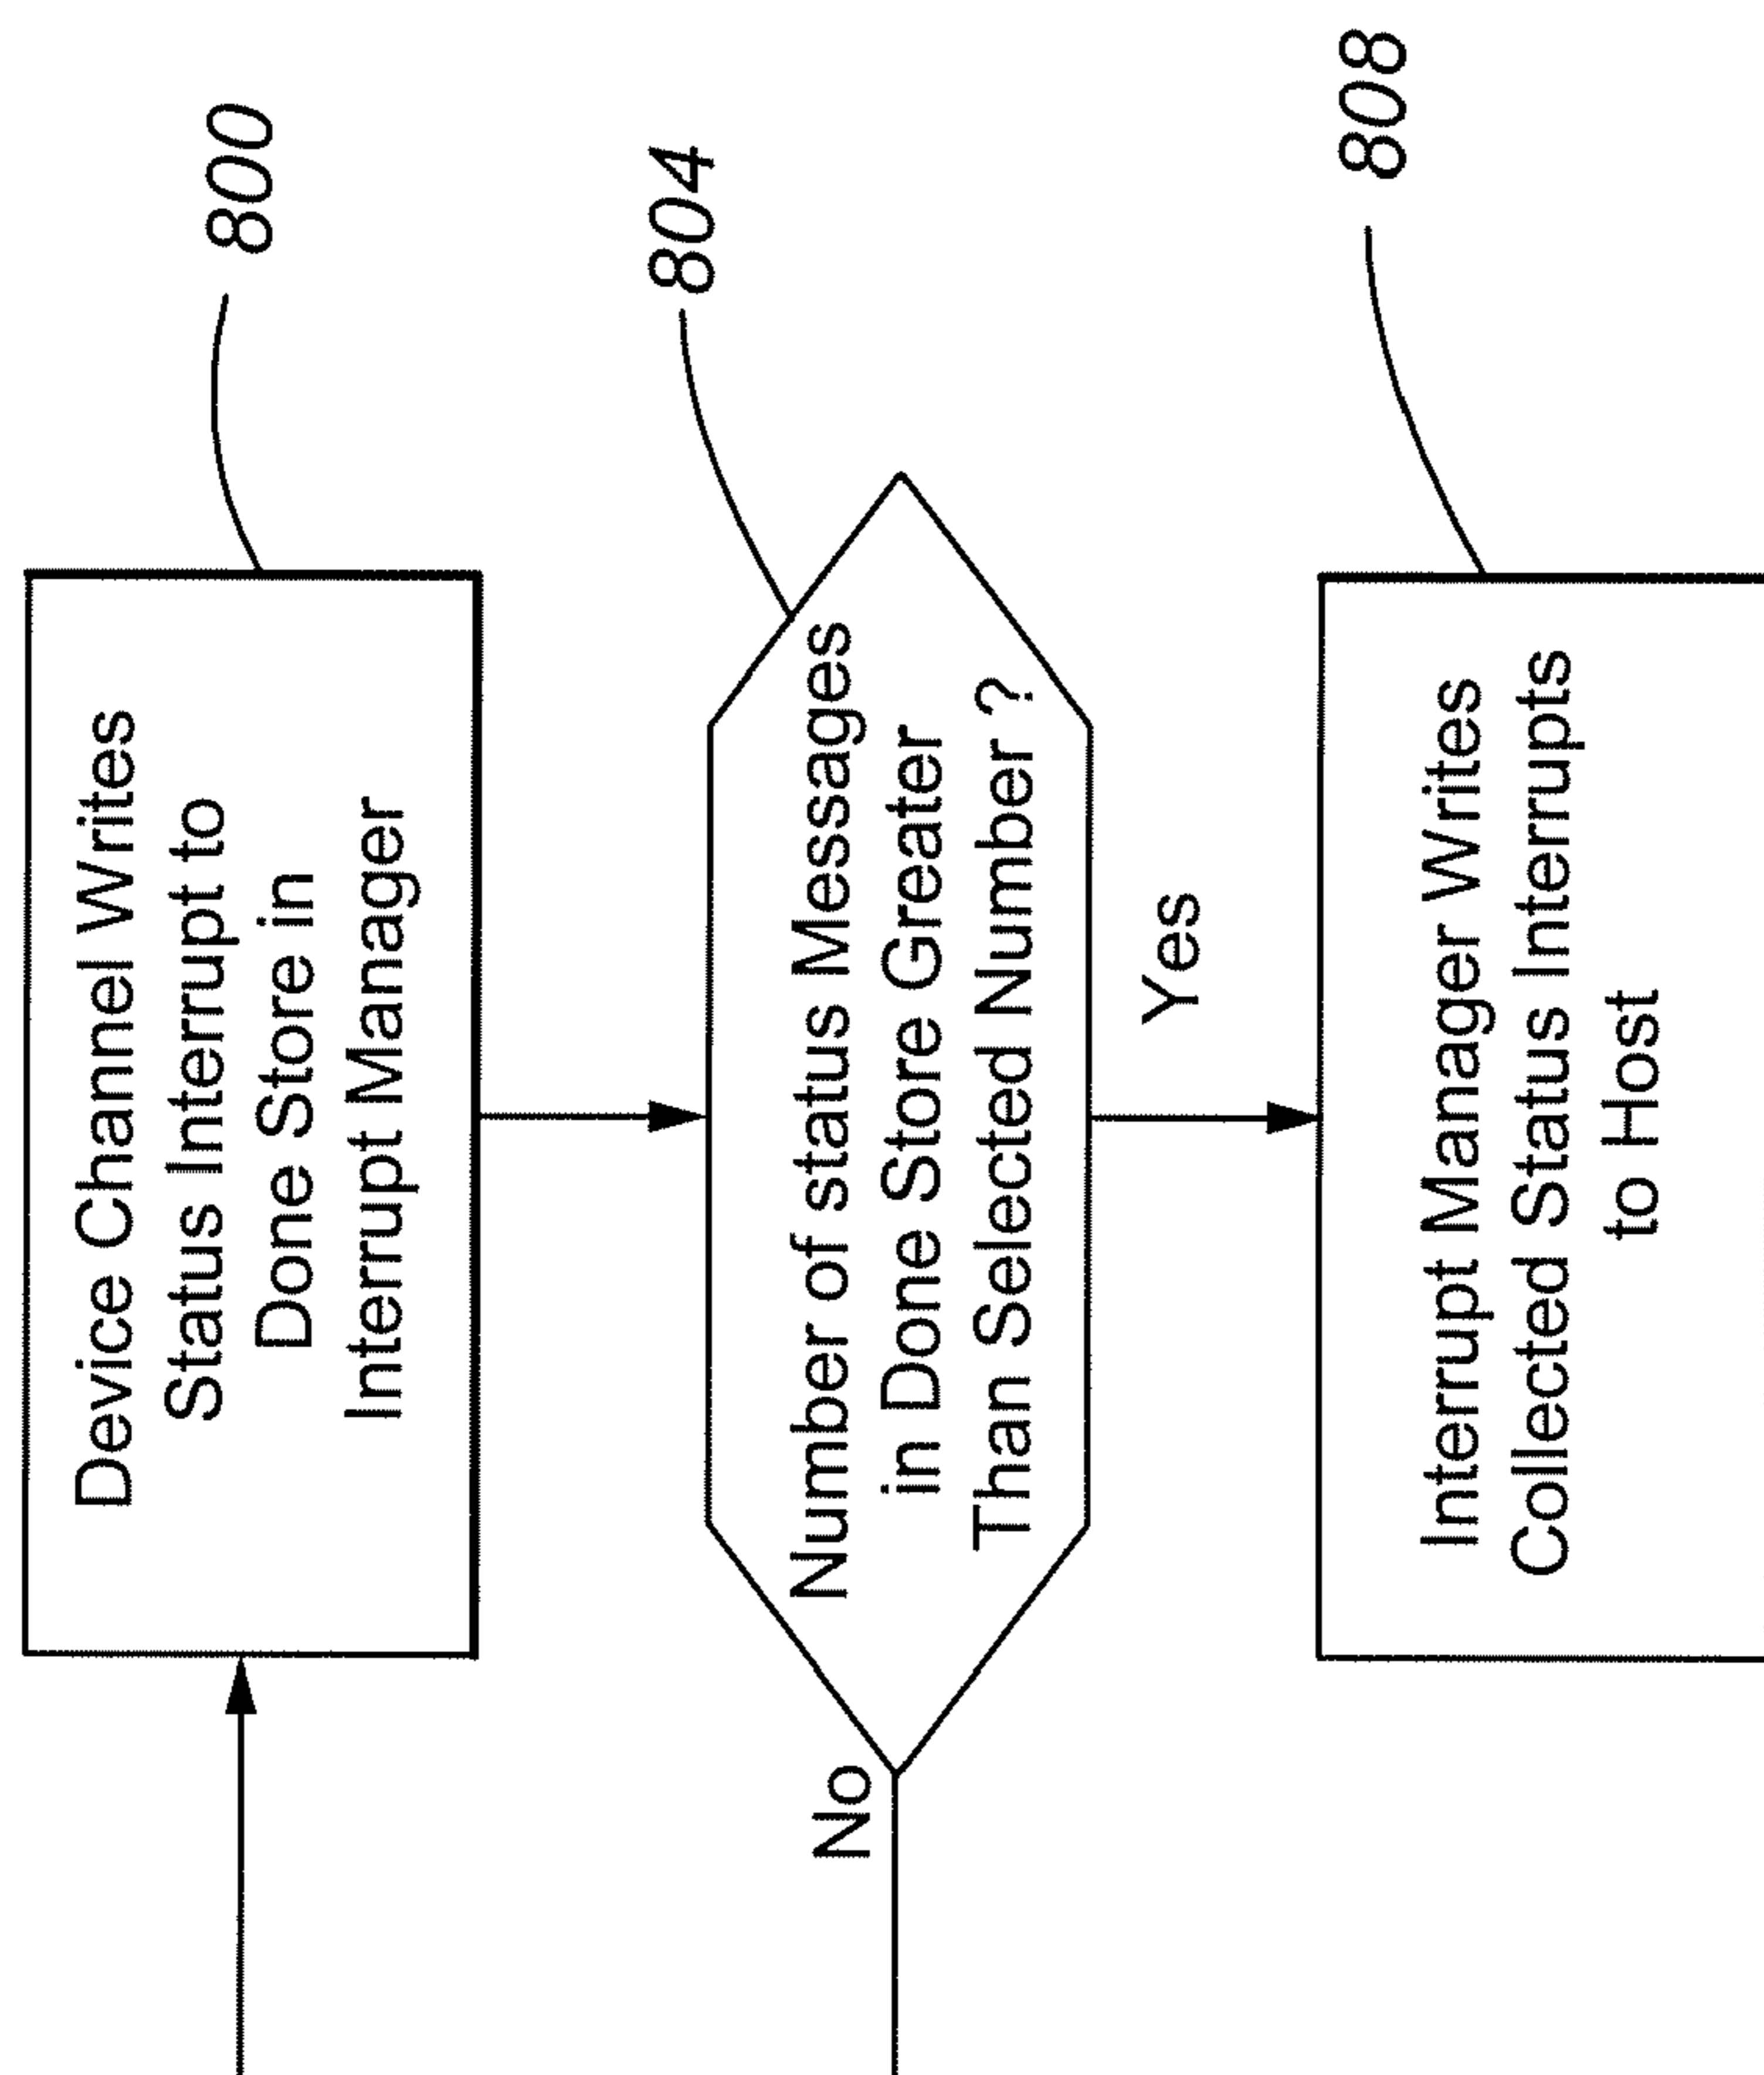 Device Channel Writes
Status Interrupt to
Done Store in
Interrupt Manager
800
Number of status Messages
in Done Store Greater
Than Selected Number ?
804
No
Yes
Interrupt Manager Writes
Collected Status Interrupts
to Host
808